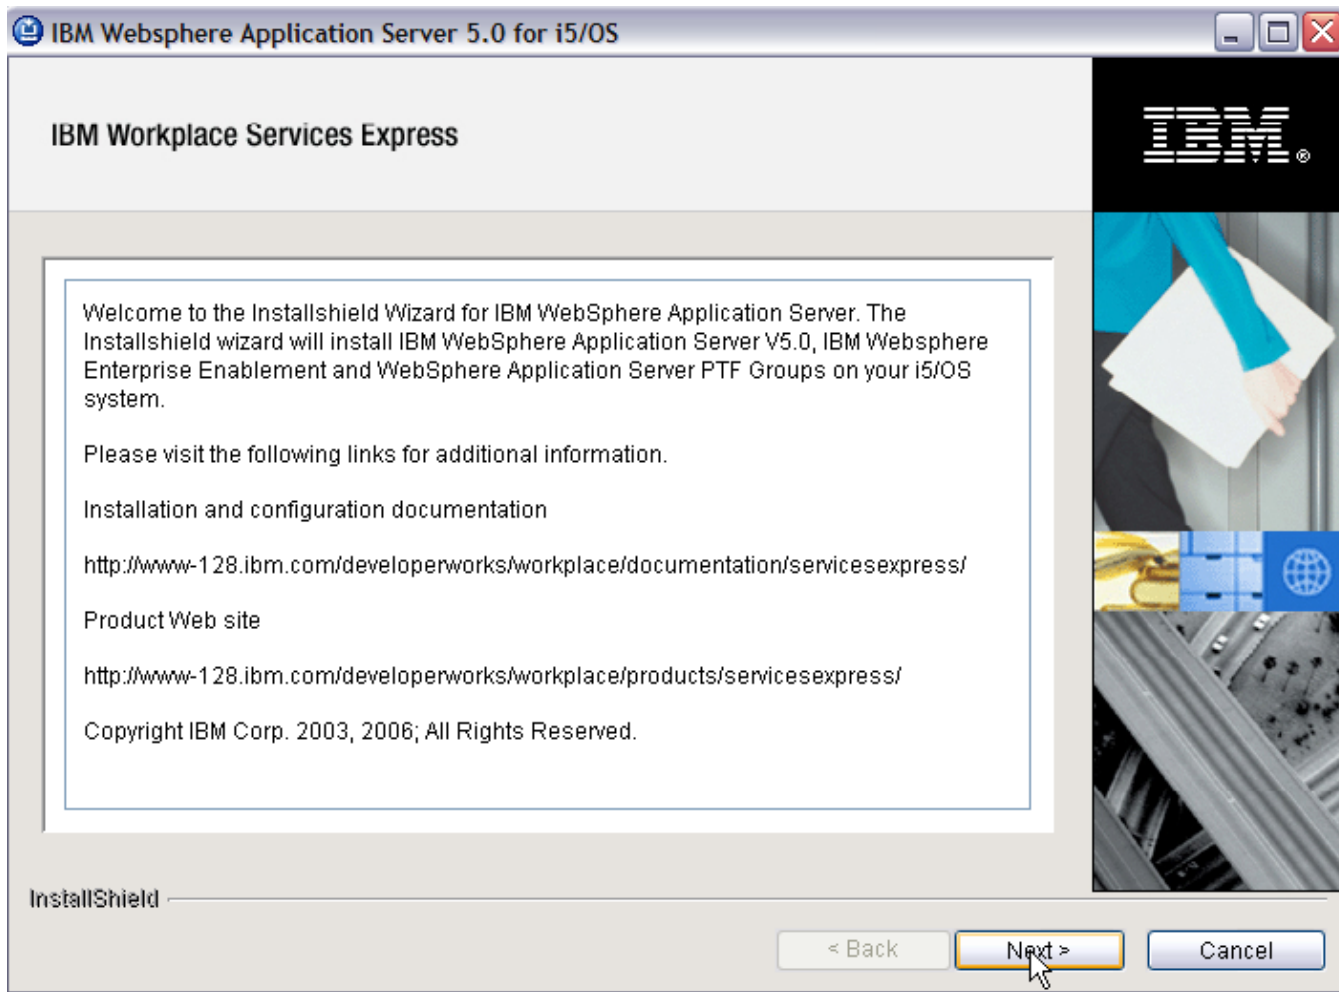 IBM Websphere Application Server 5.0 for i5/OS
IBM Workplace Services Express
IBM®
Welcome to the Installshield Wizard for IBM WebSphere Application Server. The
Installshield wizard will install IBM WebSphere Application Server V5.0, IBM Websphere
Enterprise Enablement and WebSphere Application Server PTF Groups on your i5/OS
system.
Please visit the following links for additional information.
Installation and configuration documentation
http://www-128.ibm.com/developerworks/workplace/documentation/servicesexpress/
Product Web site
http://www-128.ibm.com/developerworks/workplace/products/servicesexpress/
Copyright IBM Corp. 2003, 2006; All Rights Reserved.
InstallShield
< Back
Next >
Cancel